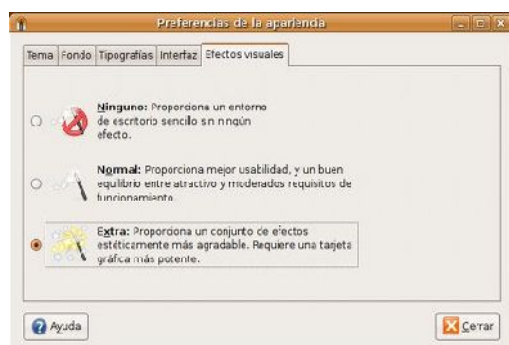 Preferencias de la apariencia
Tema Fondo Tipografías Interfaz Efectos visuales
Ninguno: Proporciona un entorno
de escritorio sencillo sin ningún
efecto.
Normal: Proporciona mejor usabilidad, y un buen
equilibrio entre atractivo y moderados requisitos de
funcionamiento.
Extra: Proporciona un conjunto de efectos
estéticamente más agradable. Requiere una tarjeta
gráfica más potente.
Ayuda
Cerrar